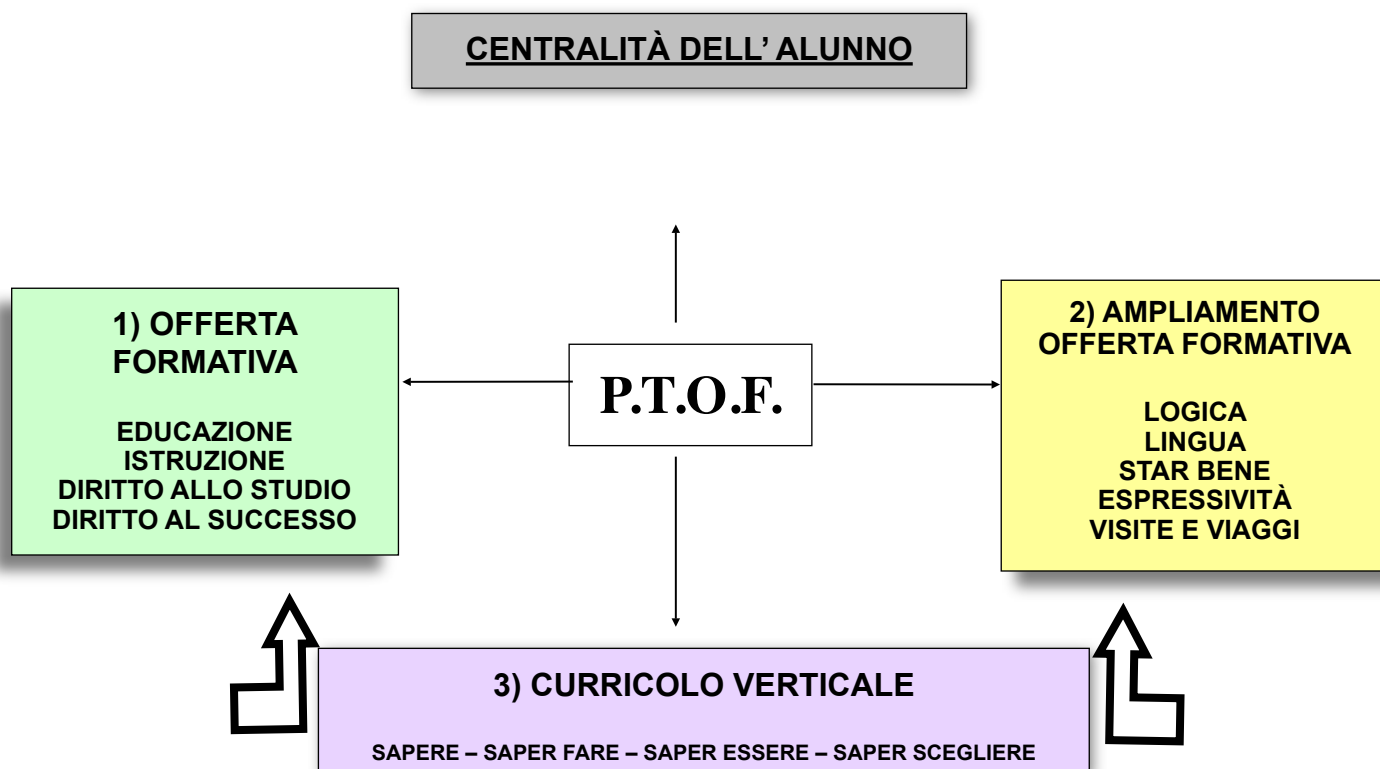 CENTRALITÀ DELL’ ALUNNO
1) OFFERTA
FORMATIVA
EDUCAZIONE
ISTRUZIONE
DIRITTO ALLO STUDIO
DIRITTO AL SUCCESSO
P.T.O.F.
2) AMPLIAMENTO
OFFERTA FORMATIVA
LOGICA
LINGUA
STAR BENE
ESPRESSIVITÀ
VISITE E VIAGGI
3) CURRICOLO VERTICALE
SAPERE – SAPER FARE – SAPER ESSERE – SAPER SCEGLIERE